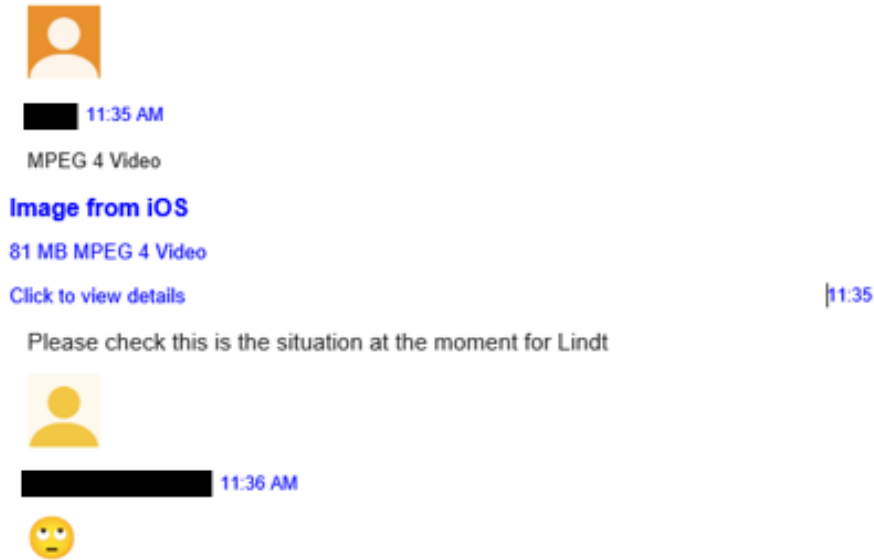 11:35 AM
MPEG 4 Video
Image from iOS
81 MB MPEG 4 Video
Click to view details
11:35
Please check this is the situation at the moment for Lindt
11:36 AM
🙄